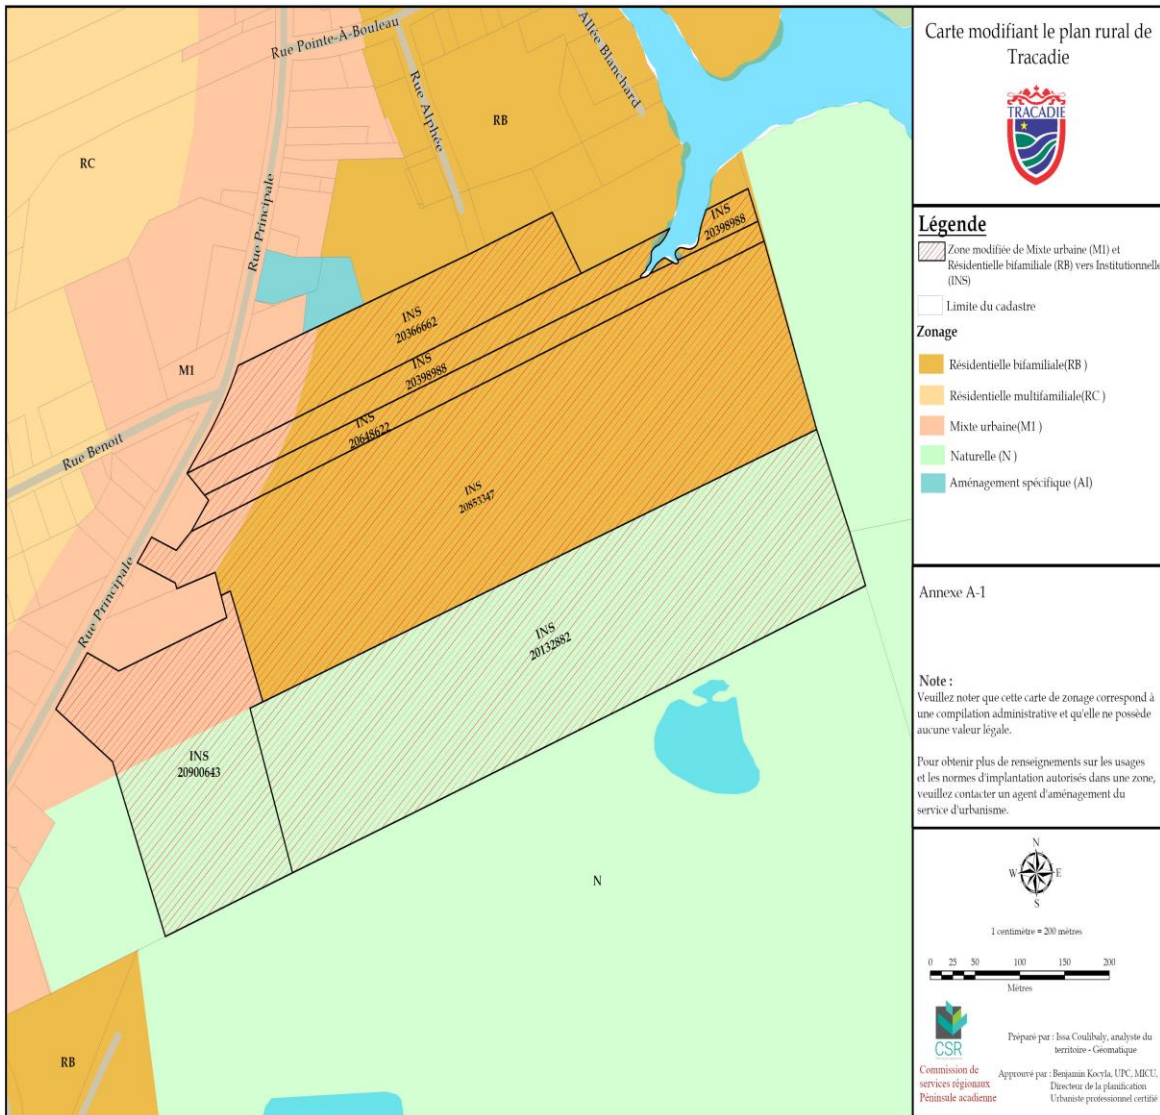 Rue Pointe-À-Bouleau
Allée Blanchard
Rue Alphée
RB
RC
Rue Principale
INS
20398988
INS
20366662
INS
20398988
M1
INS
20648622
Rue Benoit
INS
20853347
Rue Principale
INS
20132882
INS
20900643
N
RB
Carte modifiant le plan rural de
Tracadie
TRACADIE
Légende
Zone modifiée de Mixte urbaine (M1) et
Résidentielle bifamiliale (RB) vers Institutionnelle
(INS)
Limite du cadastre
Zonage
Résidentielle bifamiliale(RB )
Résidentielle multifamiliale(RC )
Mixte urbaine(M1 )
Naturelle (N )
Aménagement spécifique (AI)
Annexe A-1
Note :
Veuillez noter que cette carte de zonage correspond à
une compilation administrative et qu'elle ne possède
aucune valeur légale.
Pour obtenir plus de renseignements sur les usages
et les normes d'implantation autorisés dans une zone,
veuillez contacter un agent d'aménagement du
service d'urbanisme.
N
W E
S
1 centimètre = 200 mètres
0 25 50 100 150 200
Mètres
CSR
Commission de
services régionaux
Péninsule acadienne
Préparé par : Issa Coulibaly, analyste du
territoire - Géomatique
Approuvé par : Benjamin Kocyla, UPC, MICU,
Directeur de la planification
Urbaniste professionnel certifié